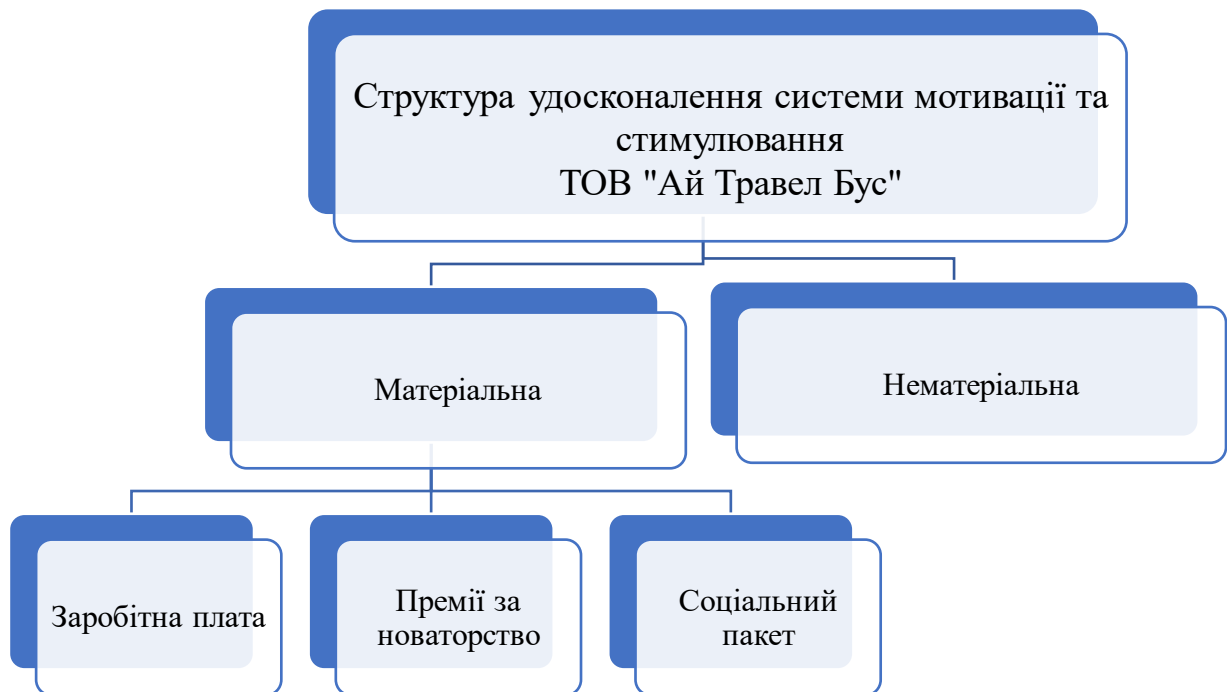 Структура удосконалення системи мотивації та
стимулювання
ТОВ "Ай Травел Бус"
Матеріальна
Нематеріальна
Заробітна плата
Премії за
новаторство
Соціальний
пакет